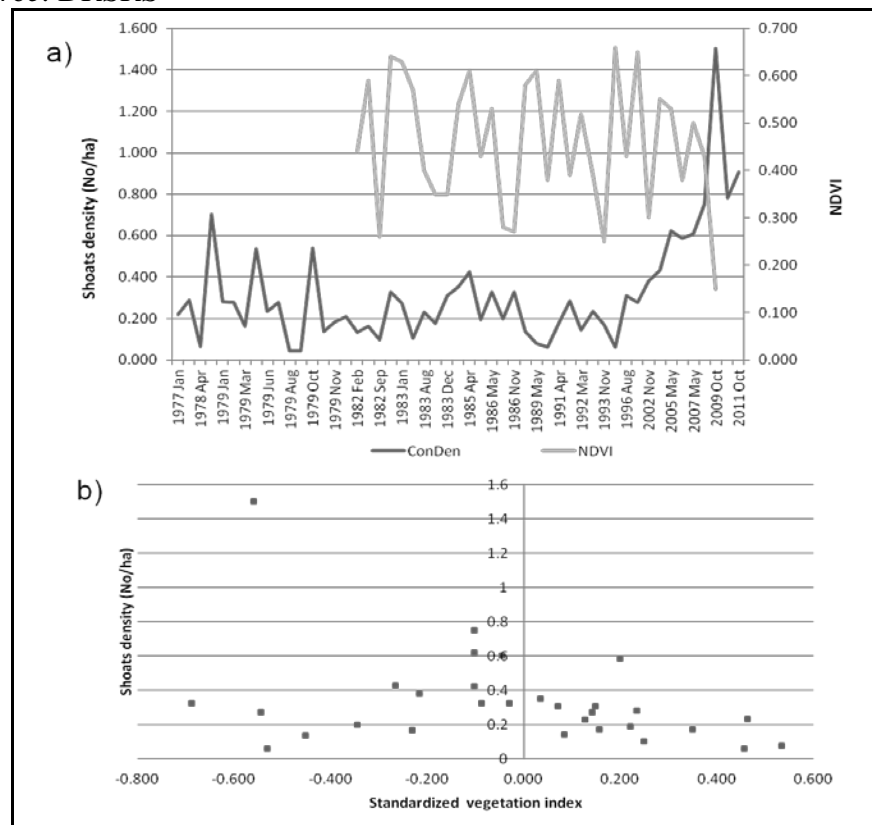 a)
1.600
1.400
1.200
1.000
0.800
0.600
0.400
0.200
0.000
Shoats density (No/ha)
0.700
0.600
0.500
0.400
0.300
0.200
0.100
0.000
NDVI
1977 Jan
1978 Apr
1979 Jan
1979 Mar
1979 Jun
1979 Aug
1979 Oct
1979 Nov
1982 Feb
1982 Sep
1983 Jan
1983 Aug
1983 Dec
1985 Apr
1986 May
1986 Nov
1989 May
1991 Apr
1992 Mar
1993 Nov
1996 Aug
2002 Nov
2005 May
2007 May
2009 Oct
2011 Oct
ConDen
NDVI
b)
1.6
1.4
1.2
1
0.8
0.6
0.4
0.2
0
Shoats density (No/ha)
-0.800
-0.600
-0.400
-0.200
0.000
0.200
0.400
0.600
Standardized vegetation index